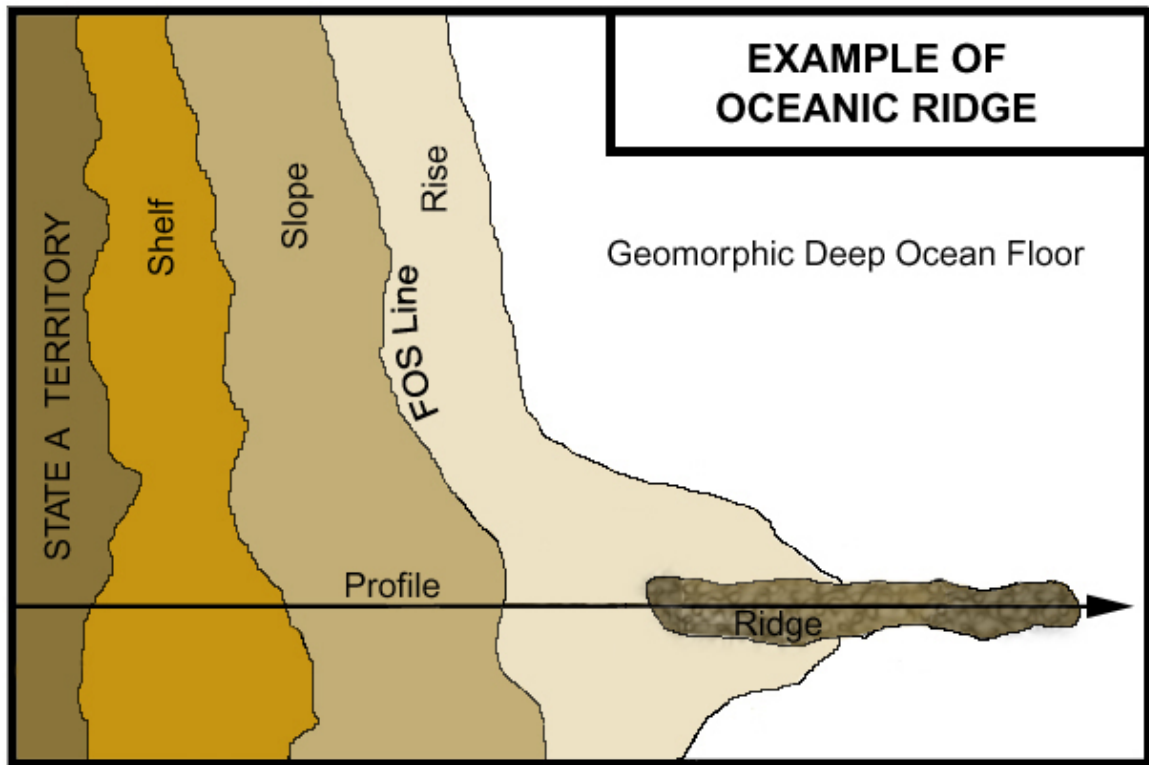 EXAMPLE OF
OCEANIC RIDGE
STATE A TERRITORY
Shelf
Slope
FOS Line
Rise
Geomorphic Deep Ocean Floor
Profile
Ridge